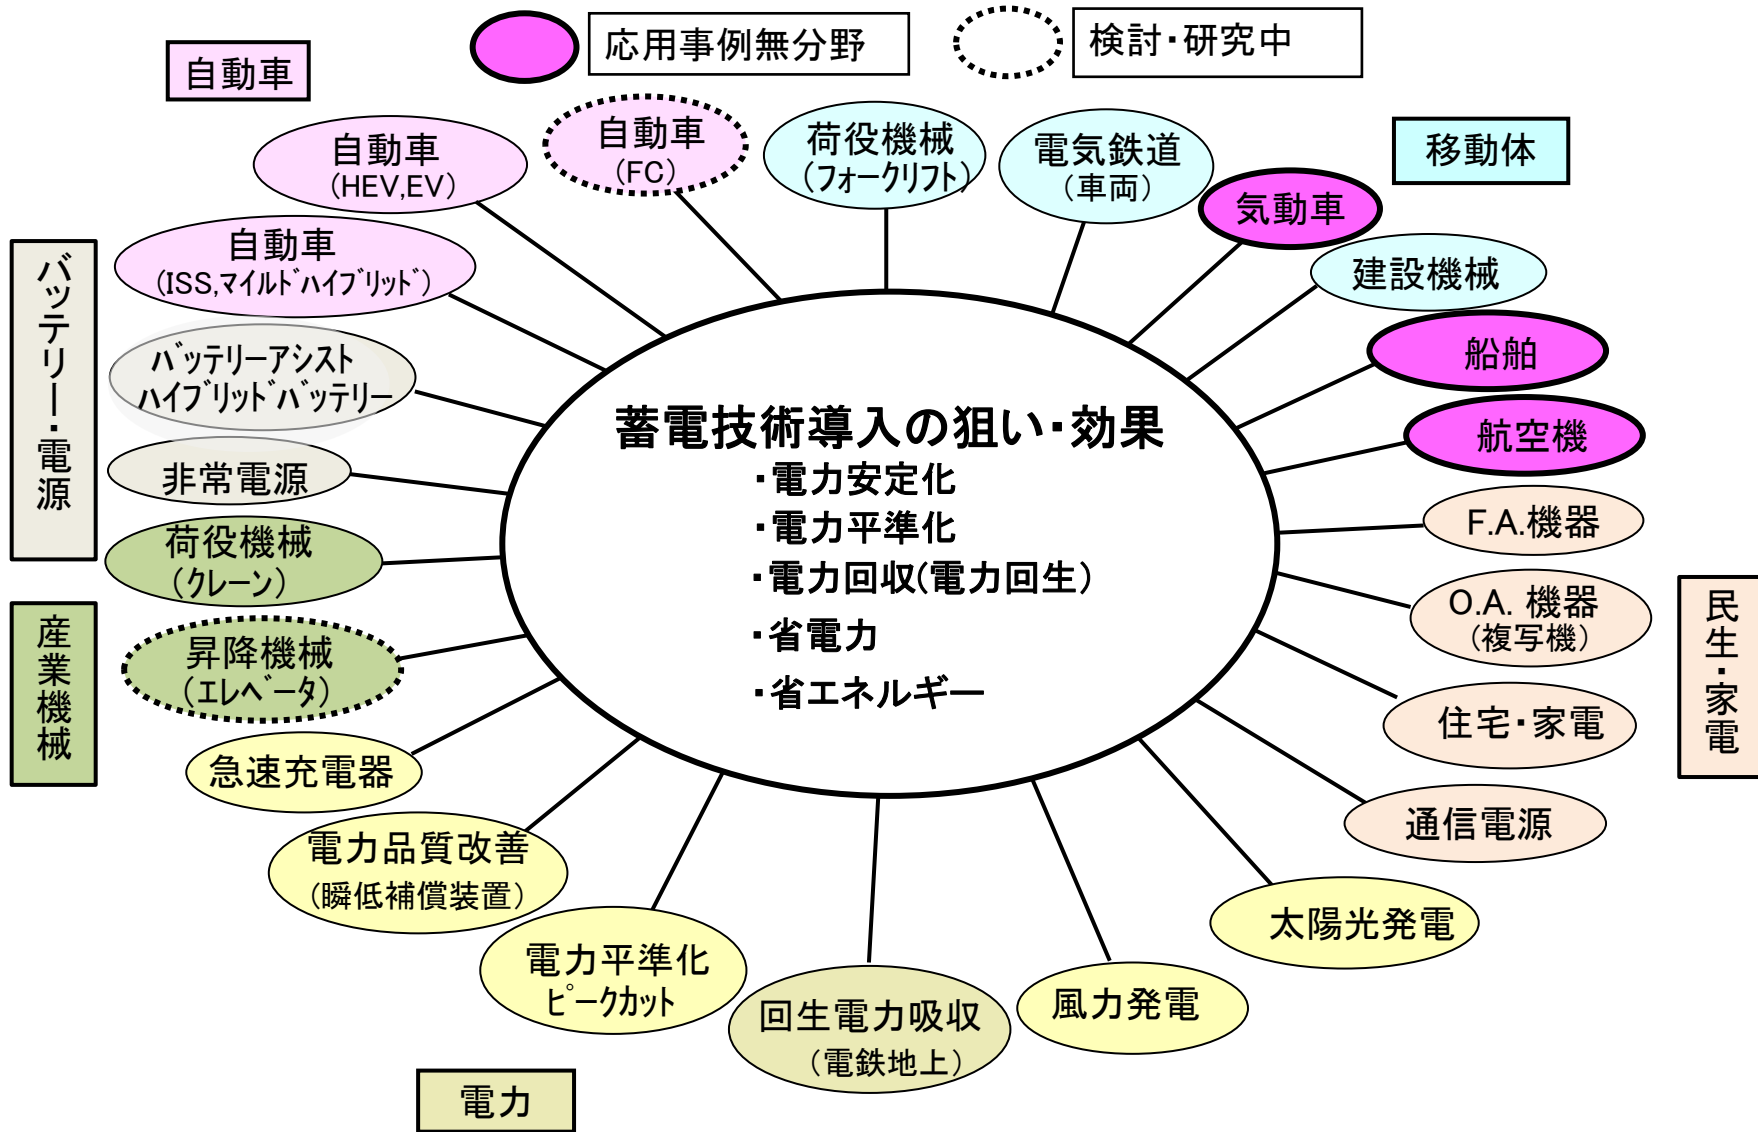 応用事例無分野
検討・研究中
自動車
自動車
(HEV,EV)
自動車
(FC)
荷役機械
(フォークリフト)
電気鉄道
(車両)
移動体
気動車
自動車
(ISS,マイルドハイブリッド)
建設機械
バッテリー・電源
船舶
バッテリーアシスト
ハイブリッドバッテリー
航空機
非常電源
蓄電技術導入の狙い・効果
・電力安定化
・電力平準化
・電力回収(電力回生)
・省電力
・省エネルギー
F.A.機器
荷役機械
(クレーン)
O.A. 機器
(複写機)
産業機械
民生・家電
昇降機械
(エレベータ)
住宅・家電
急速充電器
通信電源
電力品質改善
(瞬低補償装置)
太陽光発電
電力平準化
ピークカット
回生電力吸収
(電鉄地上)
風力発電
電力